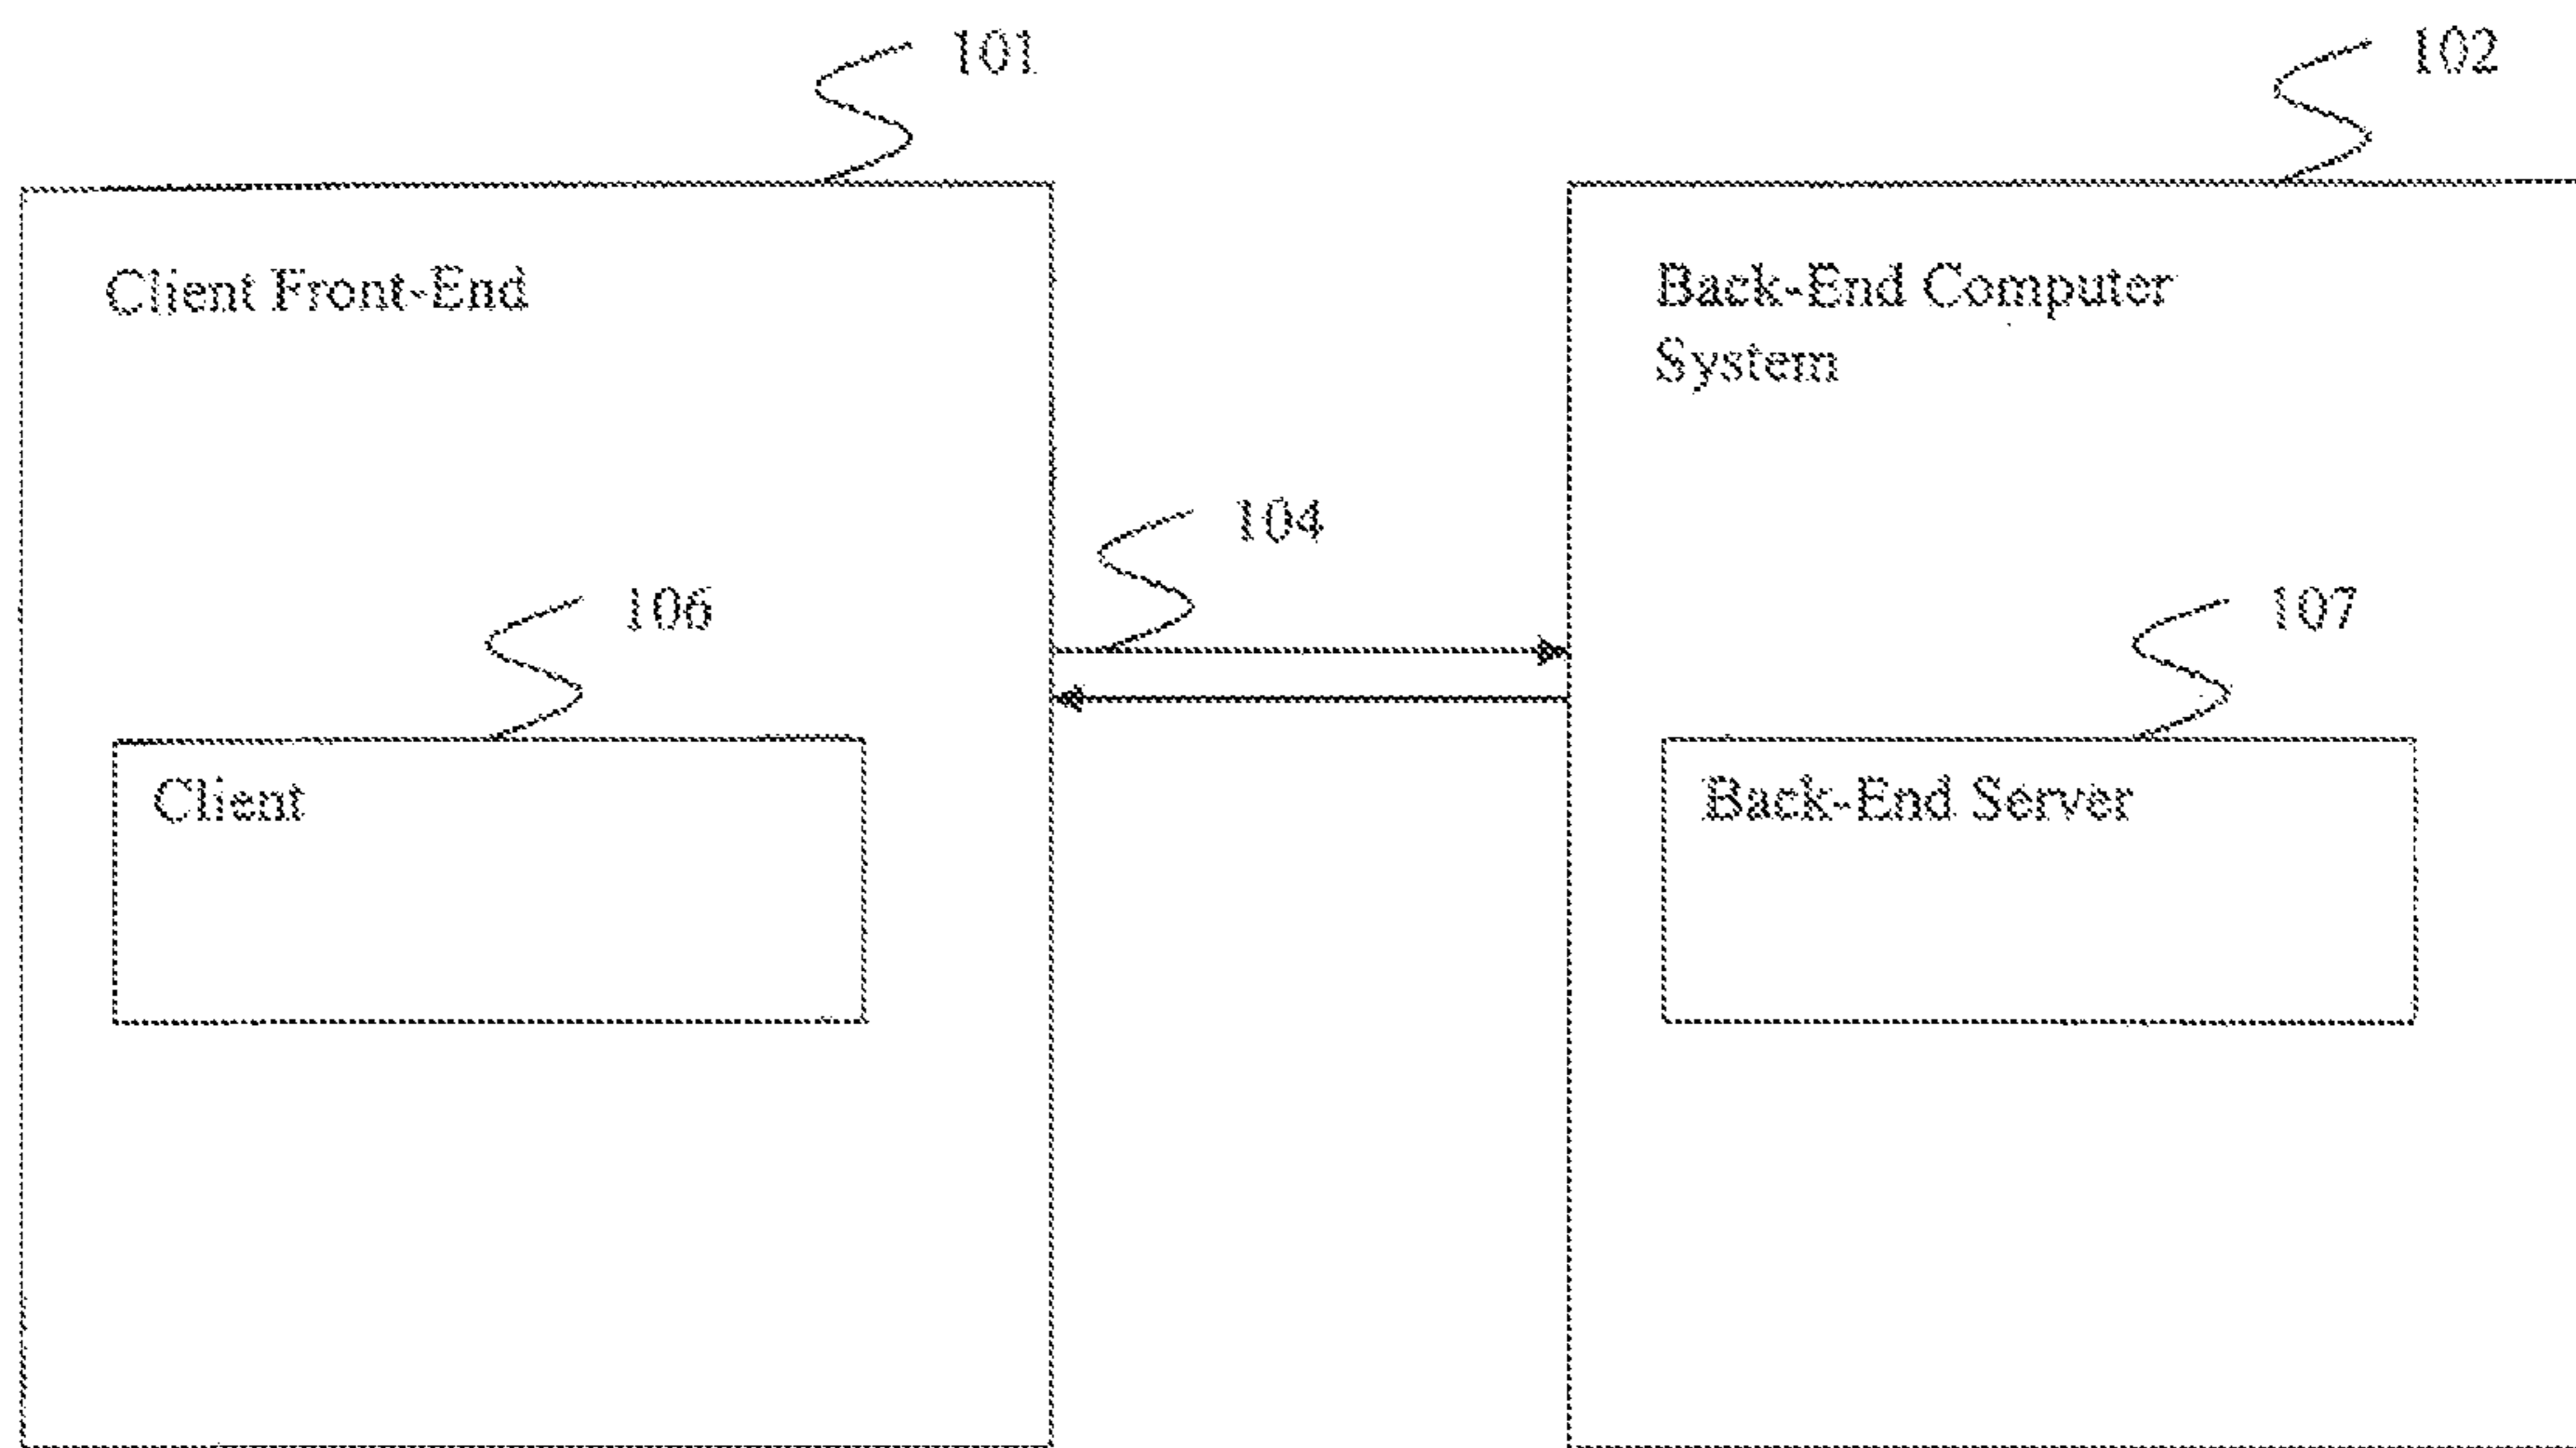 101
102
Client Front-End
Back-End Computer
System
104
106
107
Client
Back-End Server